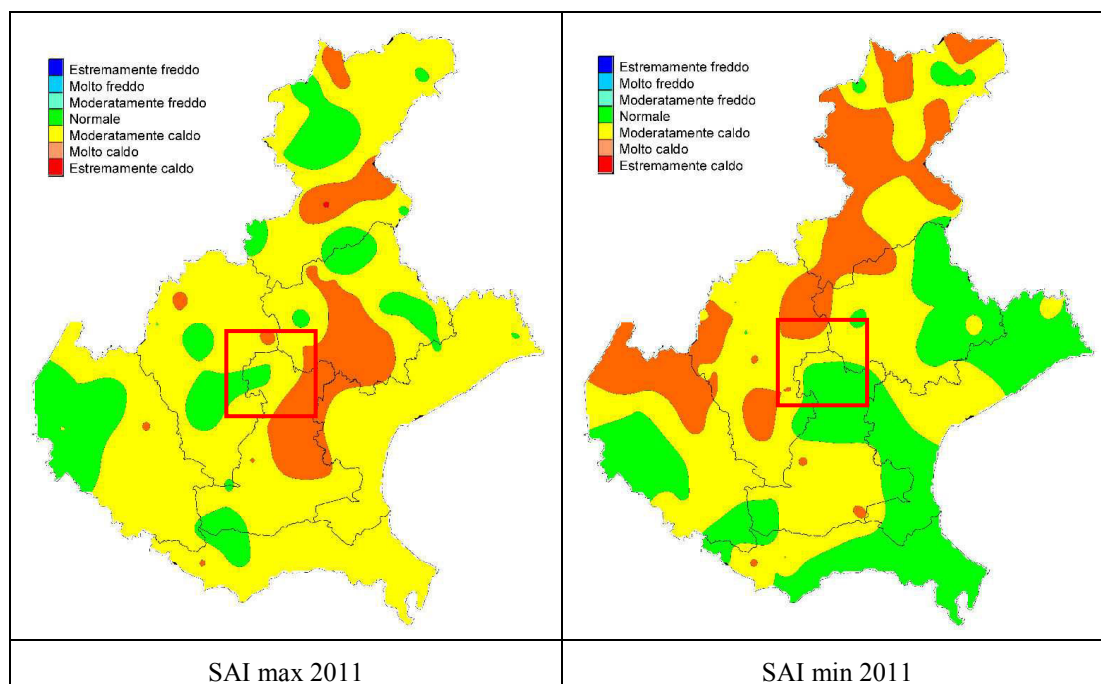 Estremamente freddo
Molto freddo
Moderatamente freddo
Normale
Moderatamente caldo
Molto caldo
Estremamente caldo
SAI max 2011
Estremamente freddo
Molto freddo
Moderatamente freddo
Normale
Moderatamente caldo
Molto caldo
Estremamente caldo
SAI min 2011